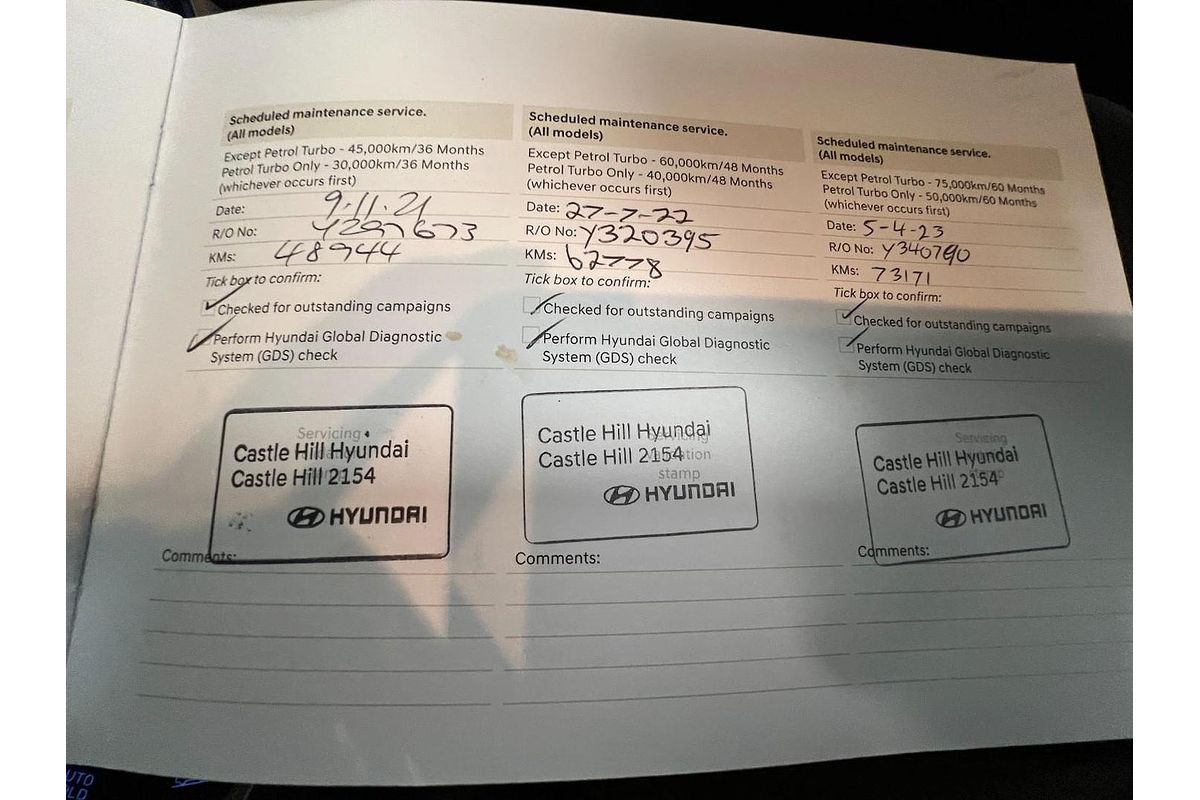 Scheduled maintenance service.
(All models)
Except Petrol Turbo - 45,000km/36 Months
Petrol Turbo Only - 30,000km/36 Months
(whichever occurs first)
Date: 9.11.21
R/O No: Y297673
KMs: 48944
Tick box to confirm:
Checked for outstanding campaigns
Perform Hyundai Global Diagnostic
System (GDS) check
Servicing
Castle Hill Hyundai
Castle Hill 2154
HYUNDAI
Comments:
Scheduled maintenance service.
(All models)
Except Petrol Turbo - 60,000km/48 Months
Petrol Turbo Only - 40,000km/48 Months
(whichever occurs first)
Date: 27-7-22
R/O No: Y320395
KMs: 62778
Tick box to confirm:
Checked for outstanding campaigns
Perform Hyundai Global Diagnostic
System (GDS) check
Castle Hill Hyundai
Servicing
Castle Hill 2154
stamp
HYUNDAI
Comments:
Scheduled maintenance service.
(All models)
Except Petrol Turbo - 75,000km/60 Months
Petrol Turbo Only - 50,000km/60 Months
(whichever occurs first)
Date: 5-4-23
R/O No: Y340790
KMs: 73171
Tick box to confirm:
Checked for outstanding campaigns
Perform Hyundai Global Diagnostic
System (GDS) check
Servicing
Castle Hill Hyundai
Castle Hill 2154
HYUNDAI
Comments: